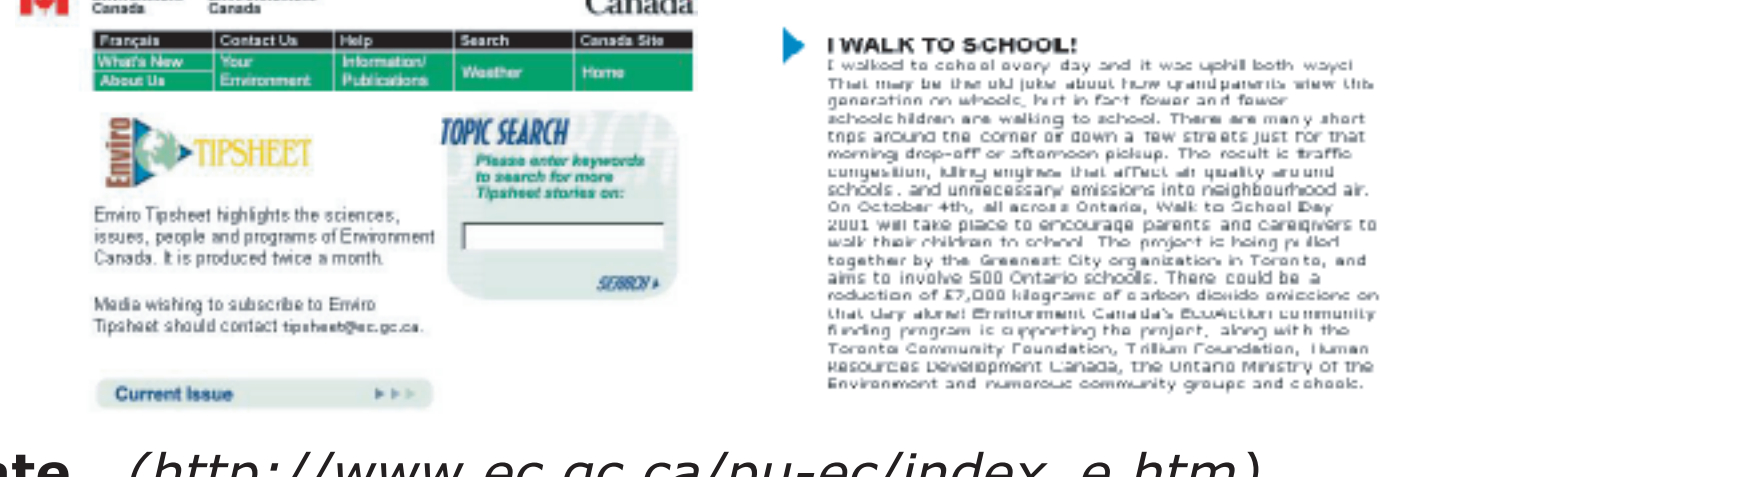 Canada Canada
Canada
Français Contact Us Help Search Canada Site
What's New Your Information/ Weather Home
About Us Environment Publications
Enviro TIPSHEET
TOPIC SEARCH
Please enter keywords
to search for more
Tipsheet stories on:
SEARCH
Enviro Tipsheet highlights the sciences,
issues, people and programs of Environment
Canada. It is produced twice a month.
Media wishing to subscribe to Enviro
Tipsheet should contact tipsheet@ec.gc.ca.
Current Issue
I WALK TO SCHOOL!
I walked to school every day and it was uphill both ways!
That may be the old joke about how grandparents view this
generation on wheels, but in fact fewer and fewer
schoolchildren are walking to school. There are many short
trips around the corner or down a few streets just for that
morning drop-off or afternoon pickup. The result is traffic
congestion, idling engines that affect air quality around
schools, and unnecessary emissions into neighbourhood air.
On October 4th, all across Ontario, Walk to School Day
2001 will take place to encourage parents and caregivers to
walk their children to school. The project is being pulled
together by the Greenest City organization in Toronto, and
aims to involve 500 Ontario schools. There could be a
reduction of kilograms of carbon dioxide emissions on
that day alone! Environment Canada's EcoAction community
funding program is supporting the project, along with the
Toronto Community Foundation, Trillium Foundation, Human
Resources Development Canada, the Ontario Ministry of the
Environment and numerous community groups and schools.
(http://www.ec.gc.ca/nu-ec/index_e.htm)